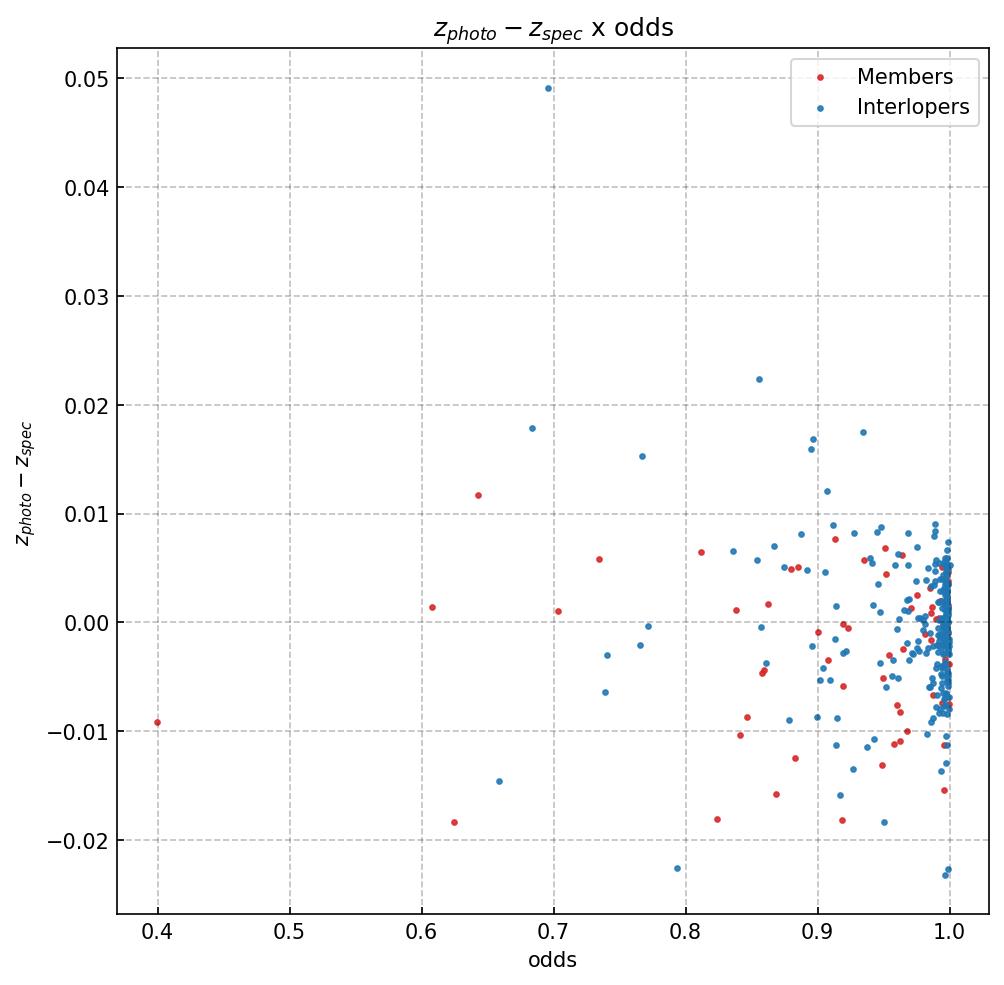 z_photo − z_spec x odds
Members
Interlopers
0.05
0.04
0.03
0.02
0.01
0.00
−0.01
−0.02
z_photo − z_spec
0.4 0.5 0.6 0.7 0.8 0.9 1.0
odds